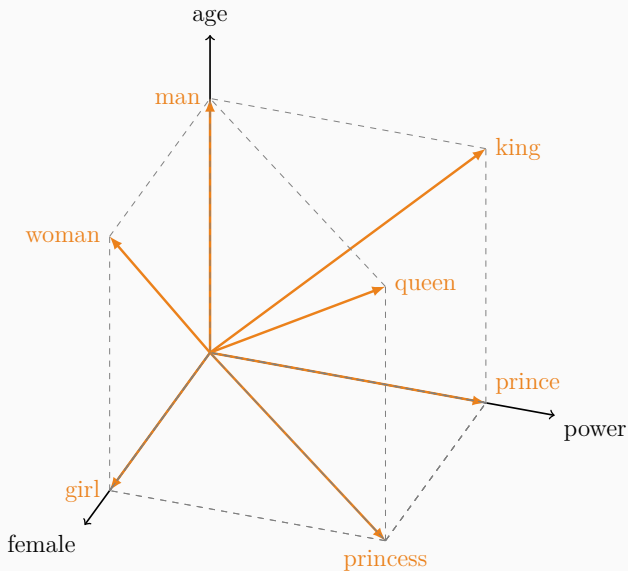 age
man
king
woman
queen
prince
power
girl
female
princess